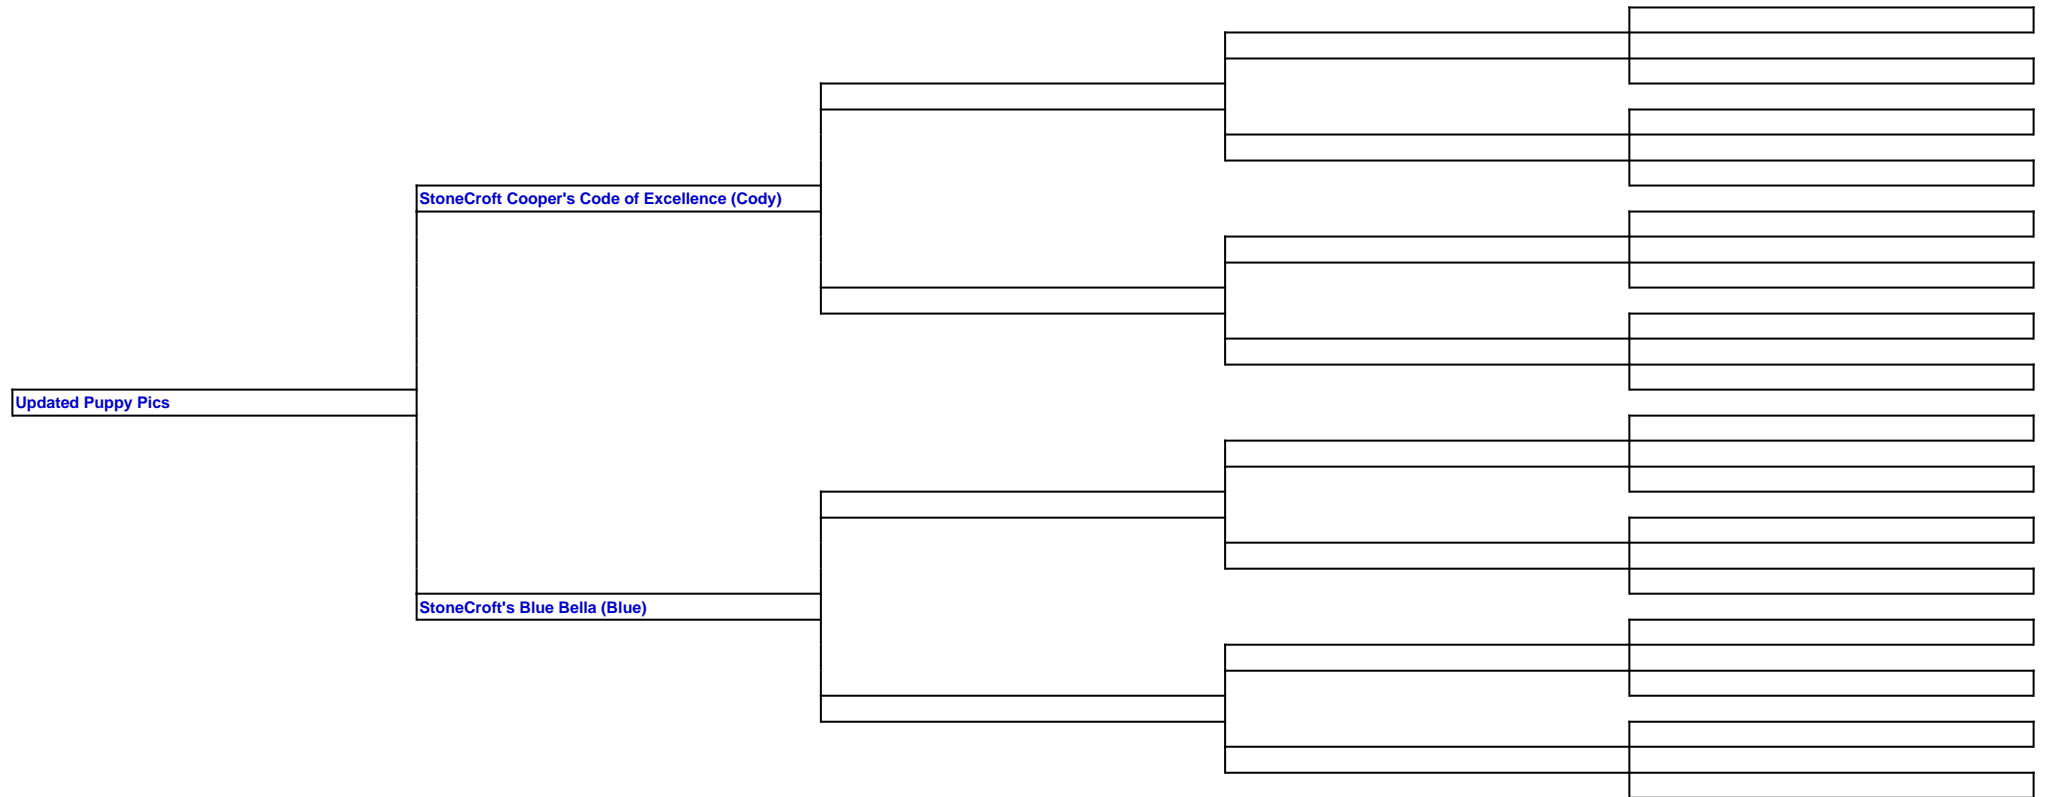 StoneCroft Cooper's Code of Excellence (Cody)
Updated Puppy Pics
StoneCroft's Blue Bella (Blue)